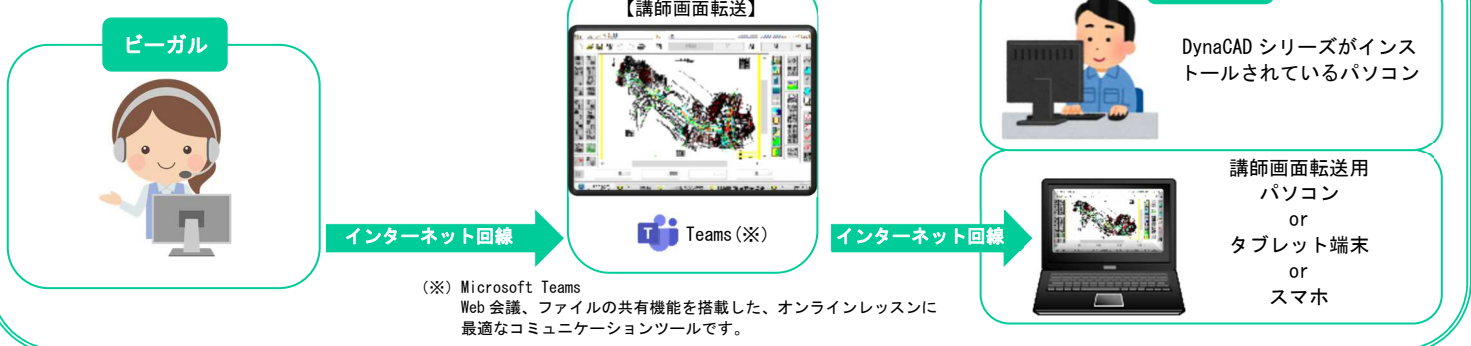 【講師画面転送】
ビーガル
DynaCAD シリーズがインス
トールされているパソコン
講師画面転送用
パソコン
or
タブレット端末
or
スマホ
インターネット回線
Teams(※)
インターネット回線
(※) Microsoft Teams
Web 会議、ファイルの共有機能を搭載した、オンラインレッスンに
最適なコミュニケーションツールです。